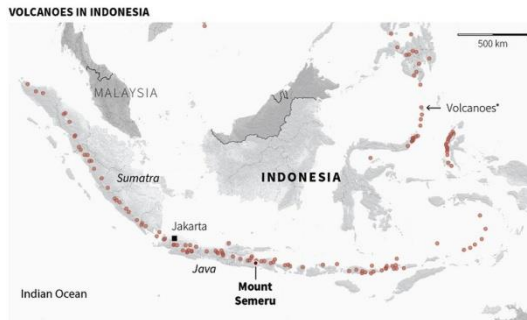 VOLCANOES IN INDONESIA
500 km
MALAYSIA
Volcanoes*
Sumatra
INDONESIA
Jakarta
Java
Mount
Semeru
Indian Ocean